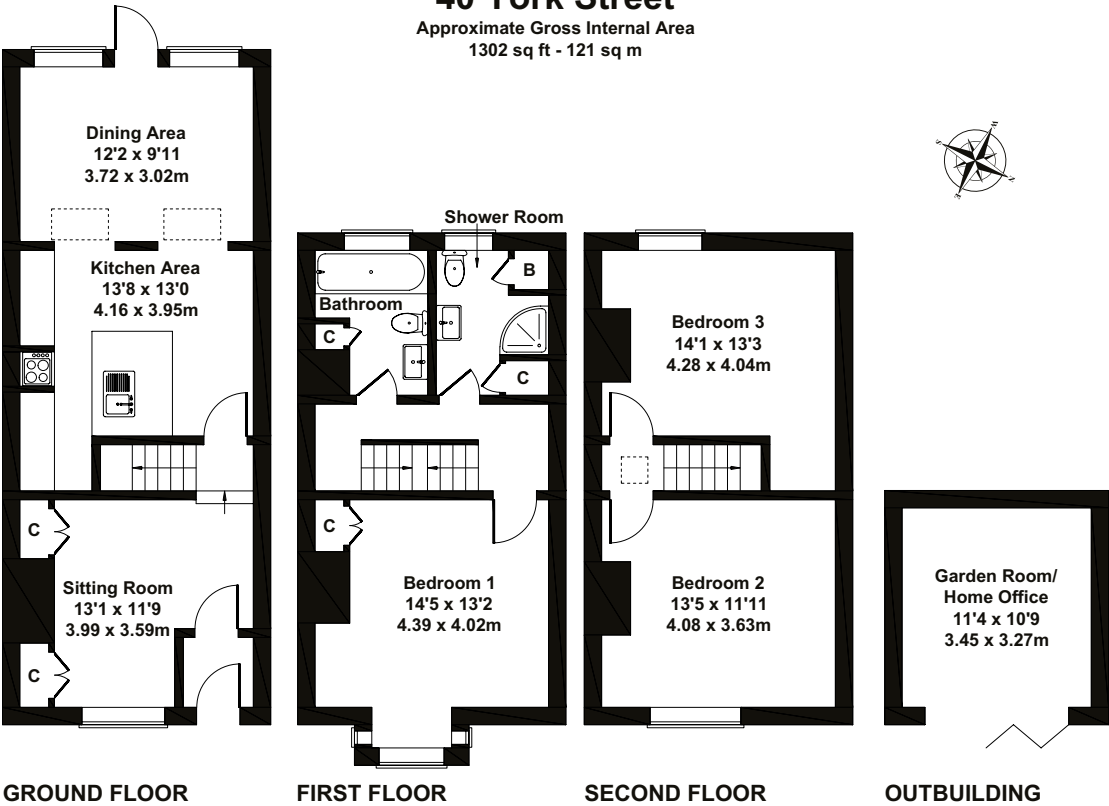 40 York Street
Approximate Gross Internal Area
1302 sq ft - 121 sq m
Dining Area
12'2 x 9'11
3.72 x 3.02m
Kitchen Area
13'8 x 13'0
4.16 x 3.95m
C
Sitting Room
13'1 x 11'9
3.99 x 3.59m
C
GROUND FLOOR
Shower Room
B
Bathroom
C
C
C
Bedroom 1
14'5 x 13'2
4.39 x 4.02m
FIRST FLOOR
Bedroom 3
14'1 x 13'3
4.28 x 4.04m
Bedroom 2
13'5 x 11'11
4.08 x 3.63m
SECOND FLOOR
W
S
N
E
Garden Room/
Home Office
11'4 x 10'9
3.45 x 3.27m
OUTBUILDING